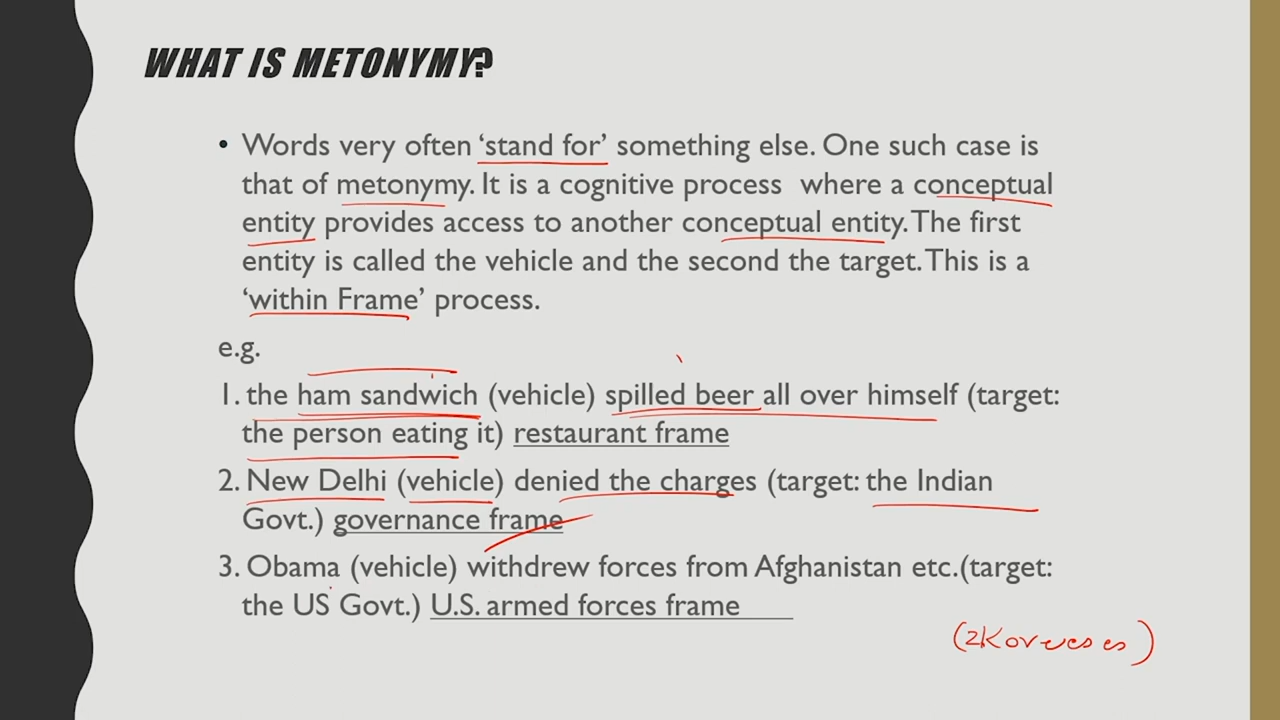 WHAT IS METONYMY?
• Words very often ‘stand for’ something else. One such case is
that of metonymy. It is a cognitive process where a conceptual
entity provides access to another conceptual entity. The first
entity is called the vehicle and the second the target. This is a
‘within Frame’ process.
e.g.
1. the ham sandwich (vehicle) spilled beer all over himself (target:
the person eating it) restaurant frame
2. New Delhi (vehicle) denied the charges (target: the Indian
Govt.) governance frame
3. Obama (vehicle) withdrew forces from Afghanistan etc.(target:
the US Govt.) U.S. armed forces frame